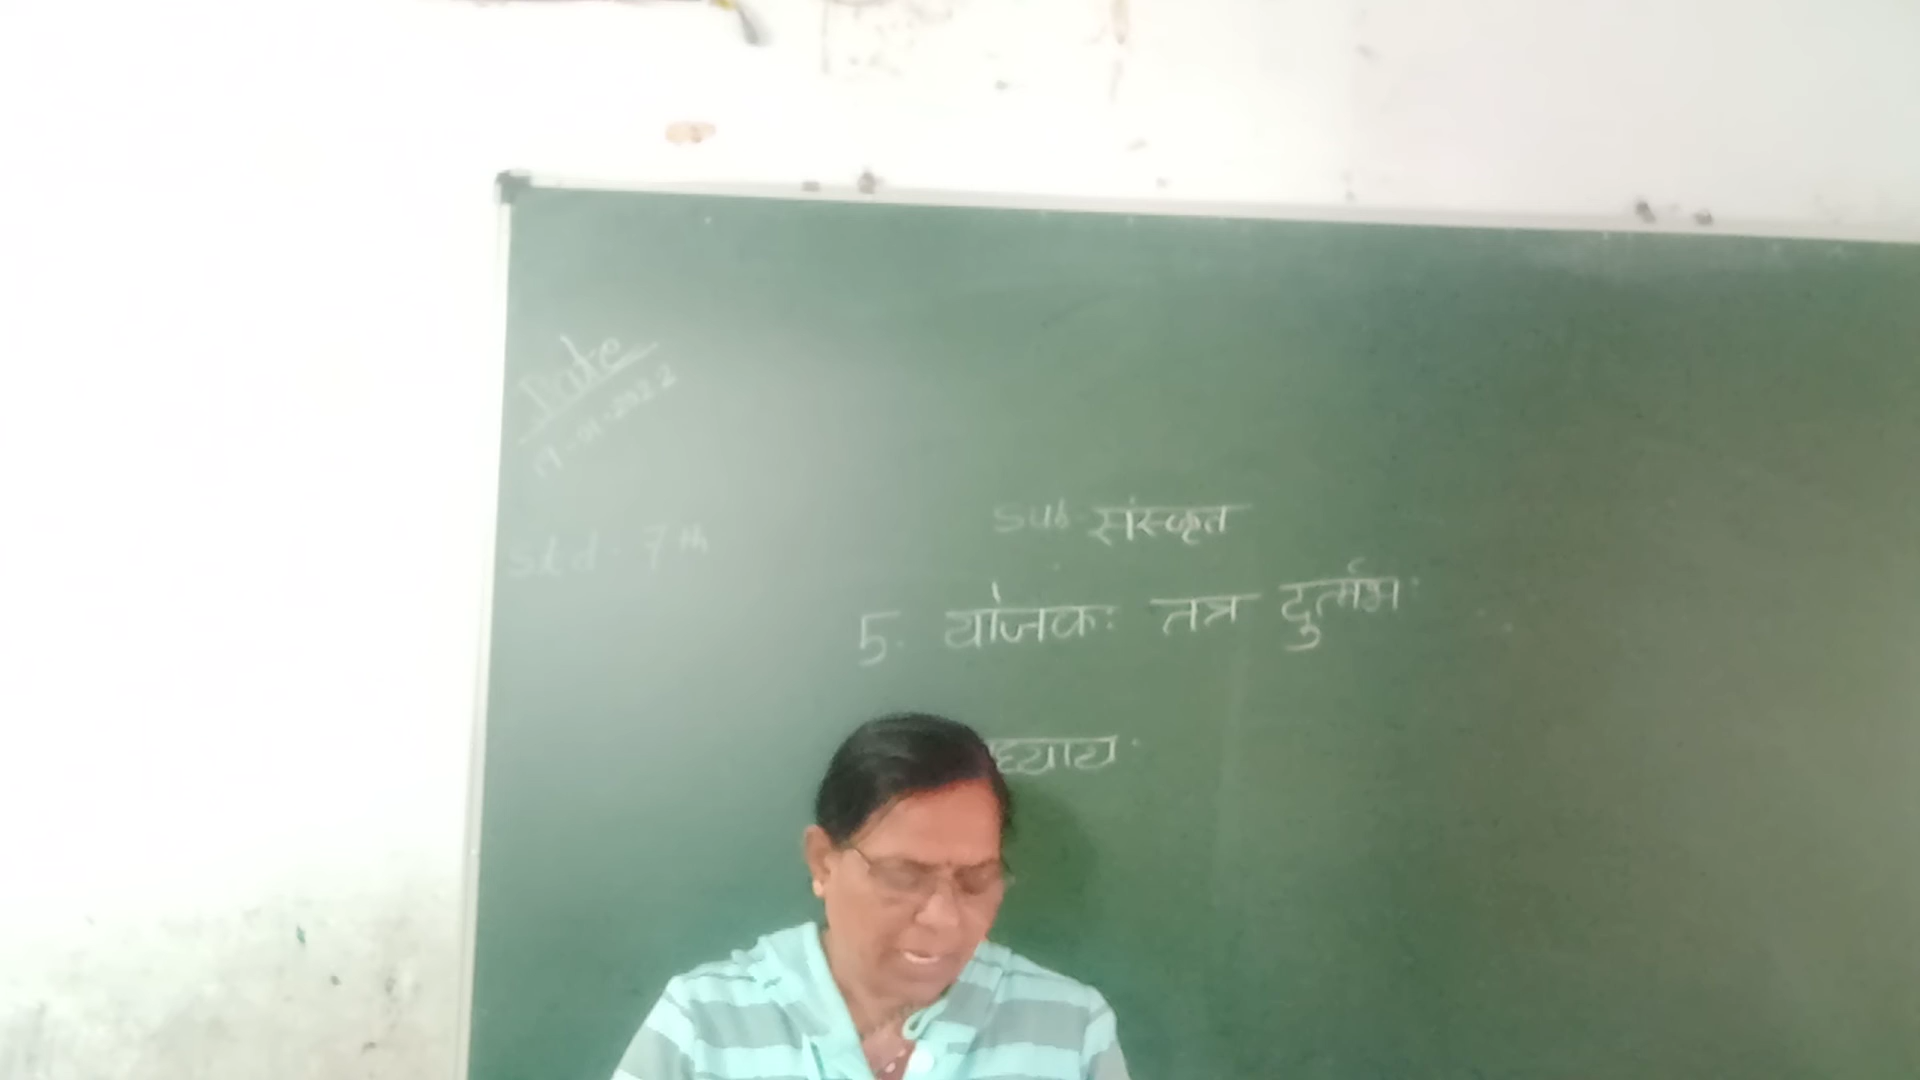 Date
Std - 7th
Sub- संस्कृत
5. योजकः तत्र दुर्लभः
ध्यायः